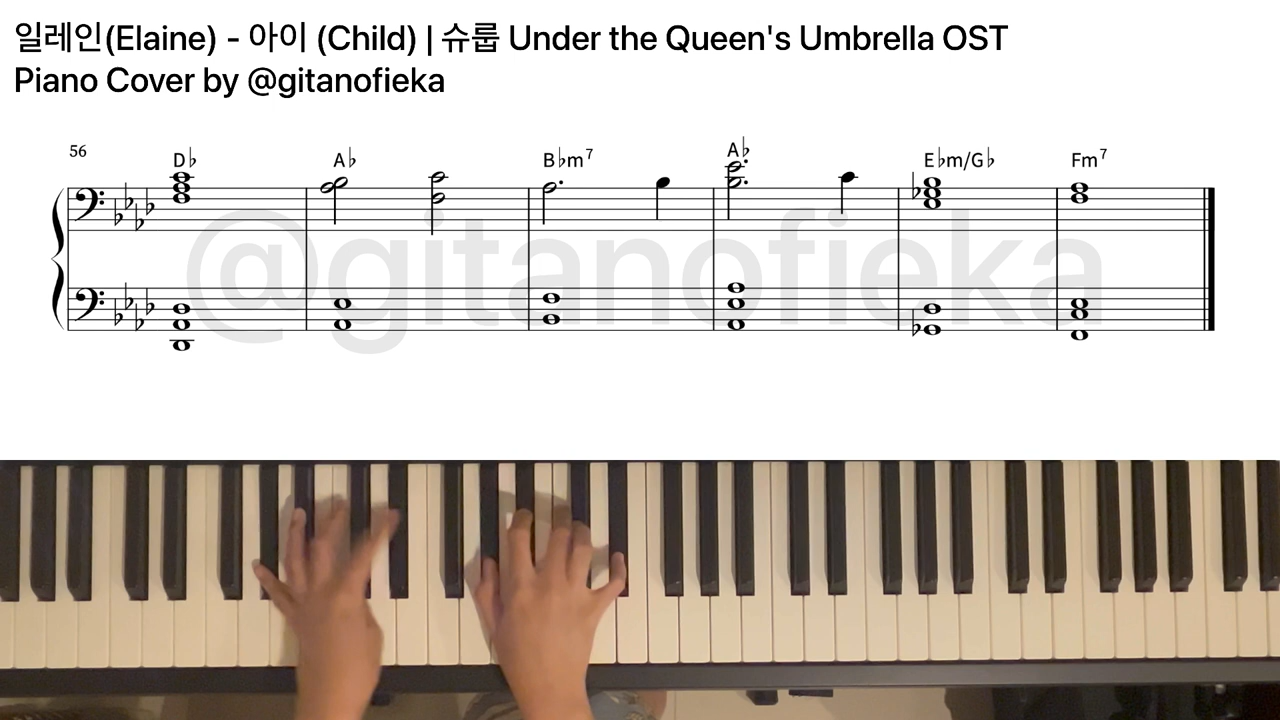 일레인(Elaine) - 아이 (Child) | 슈룹 Under the Queen's Umbrella OST
Piano Cover by @gitanofieka
56
D♭ A♭ B♭m7 A♭ E♭m/G♭ Fm7
@gitanofieka